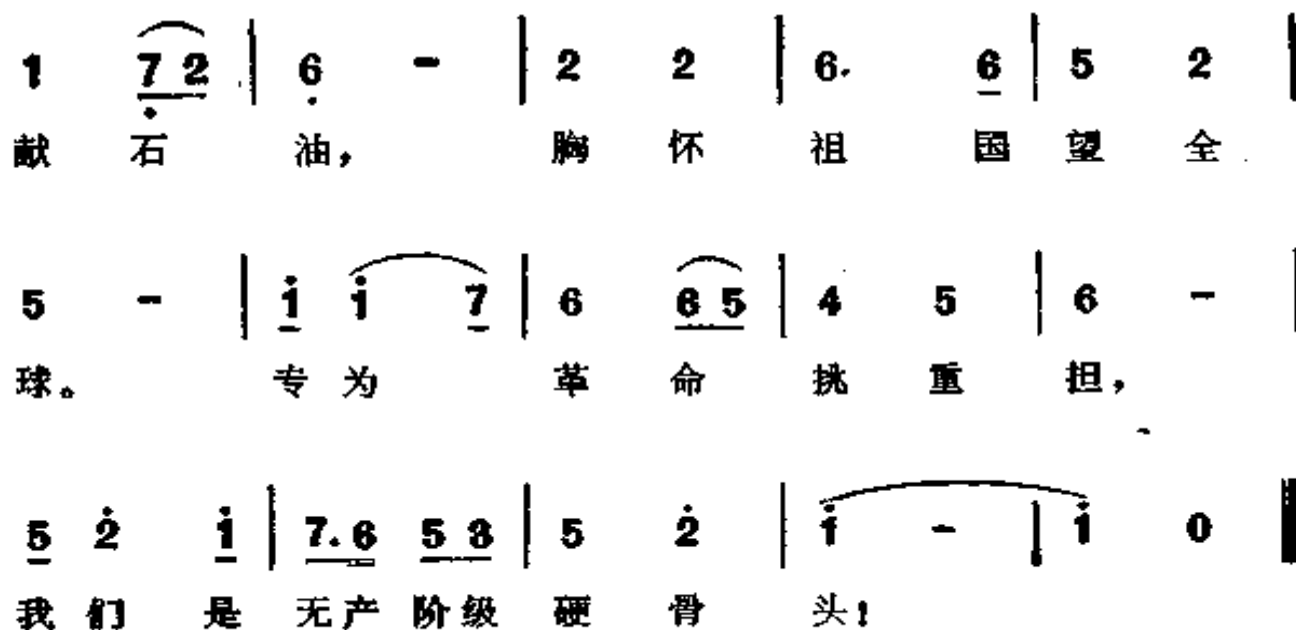 1 7 2 | 6 - | 2 2 | 6. 6 | 5 2 |
献 石 油， 胸 怀 祖 国 望 全
5 - | 1 1 7 | 6 6 5 | 4 5 | 6 - |
球。 专 为 革 命 挑 重 担，
5 2 1 | 7. 6 5 3 | 5 2 | 1 - | 1 0
我 们 是 无 产 阶 级 硬 骨 头！